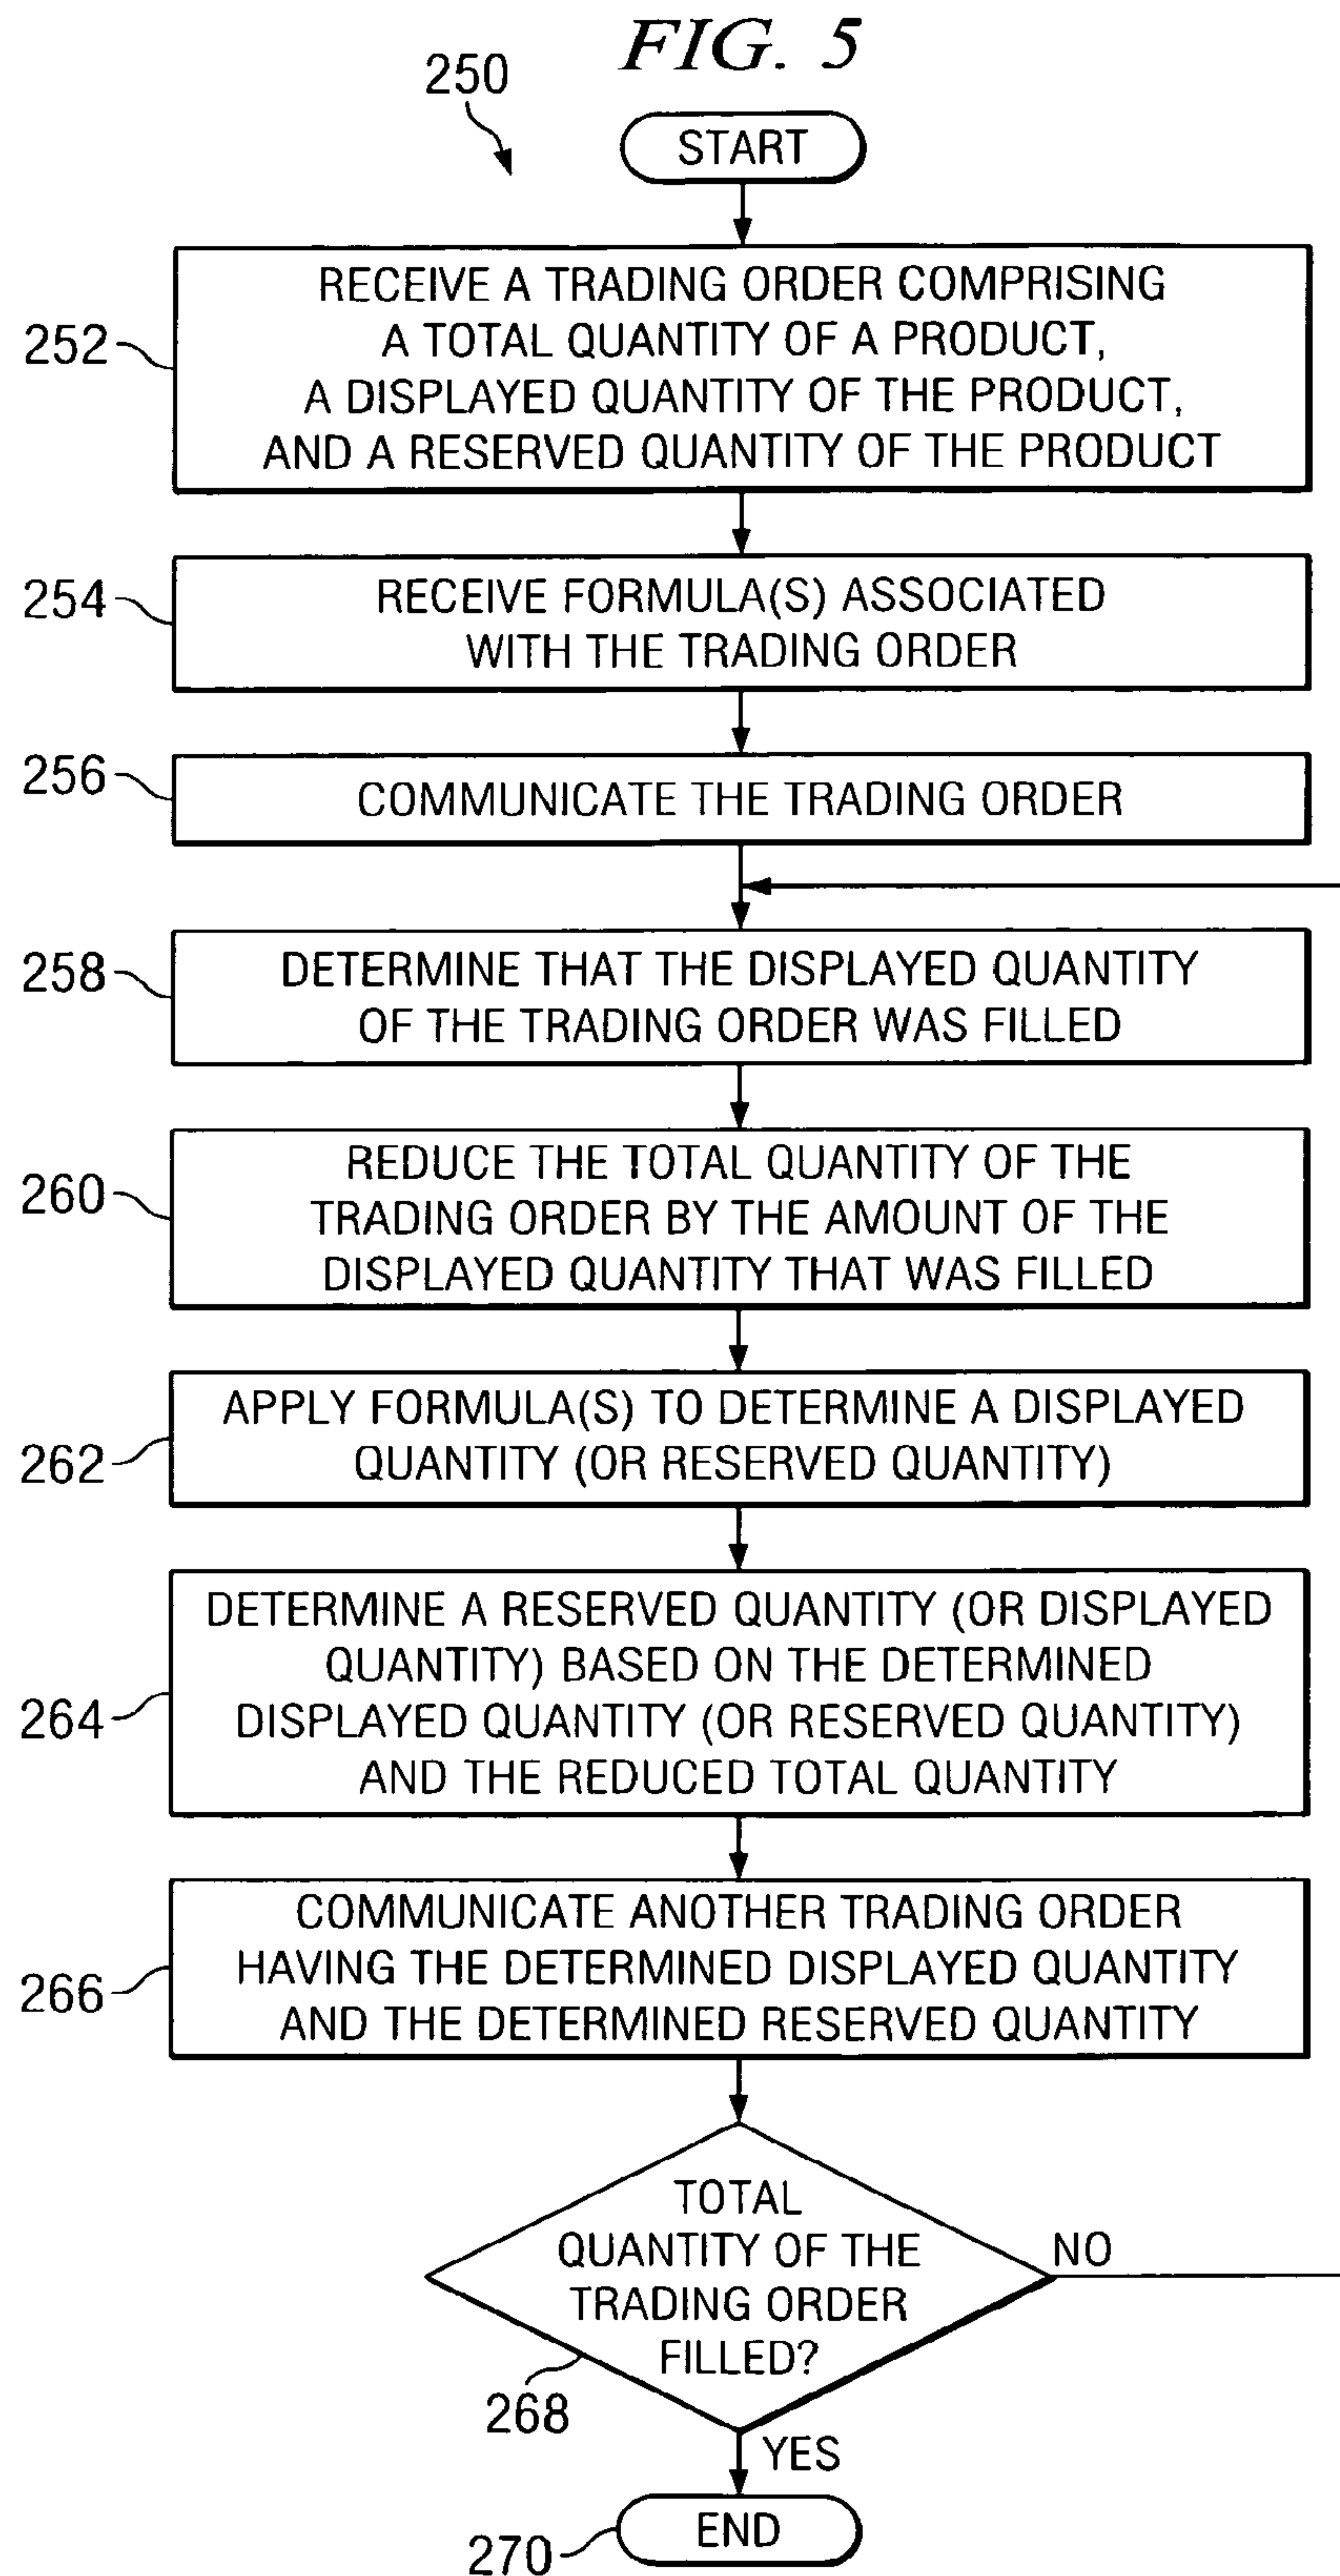 FIG. 5
250
START
252
RECEIVE A TRADING ORDER COMPRISING
A TOTAL QUANTITY OF A PRODUCT,
A DISPLAYED QUANTITY OF THE PRODUCT,
AND A RESERVED QUANTITY OF THE PRODUCT
254
RECEIVE FORMULA(S) ASSOCIATED
WITH THE TRADING ORDER
256
COMMUNICATE THE TRADING ORDER
258
DETERMINE THAT THE DISPLAYED QUANTITY
OF THE TRADING ORDER WAS FILLED
260
REDUCE THE TOTAL QUANTITY OF THE
TRADING ORDER BY THE AMOUNT OF THE
DISPLAYED QUANTITY THAT WAS FILLED
262
APPLY FORMULA(S) TO DETERMINE A DISPLAYED
QUANTITY (OR RESERVED QUANTITY)
264
DETERMINE A RESERVED QUANTITY (OR DISPLAYED
QUANTITY) BASED ON THE DETERMINED
DISPLAYED QUANTITY (OR RESERVED QUANTITY)
AND THE REDUCED TOTAL QUANTITY
266
COMMUNICATE ANOTHER TRADING ORDER
HAVING THE DETERMINED DISPLAYED QUANTITY
AND THE DETERMINED RESERVED QUANTITY
TOTAL
QUANTITY OF THE
TRADING ORDER
FILLED?
NO
268
YES
270
END